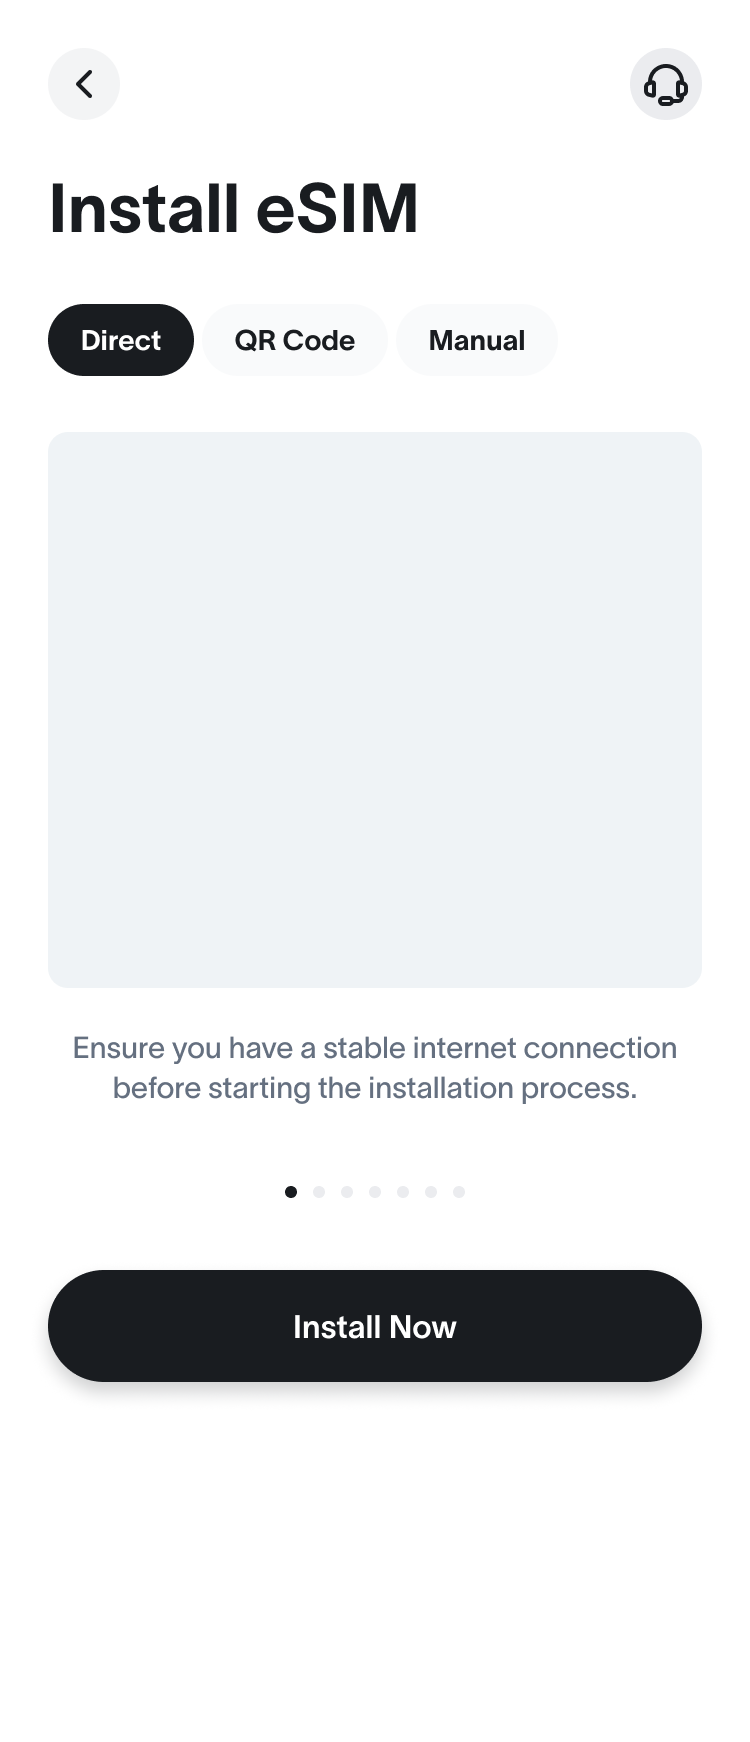 Install eSIM
Direct
QR Code
Manual
Ensure you have a stable internet connection
before starting the installation process.
Install Now